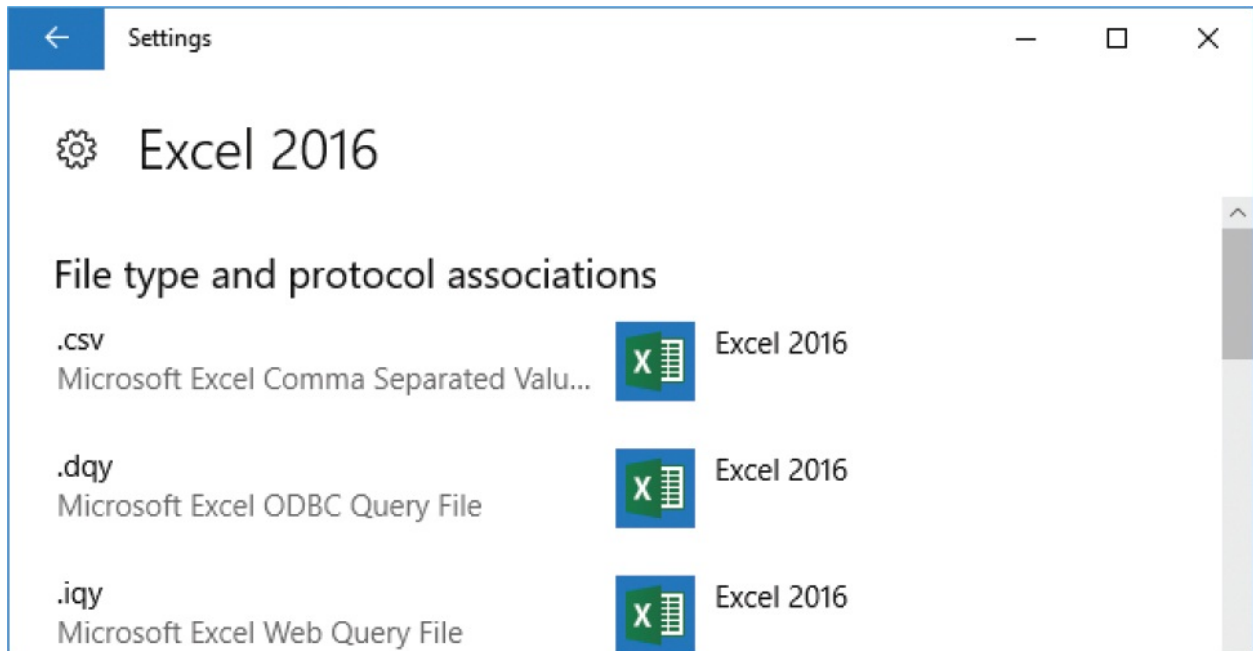 Settings
Excel 2016
File type and protocol associations
.csv
Microsoft Excel Comma Separated Valu...
Excel 2016
.dqy
Microsoft Excel ODBC Query File
Excel 2016
.iqy
Microsoft Excel Web Query File
Excel 2016